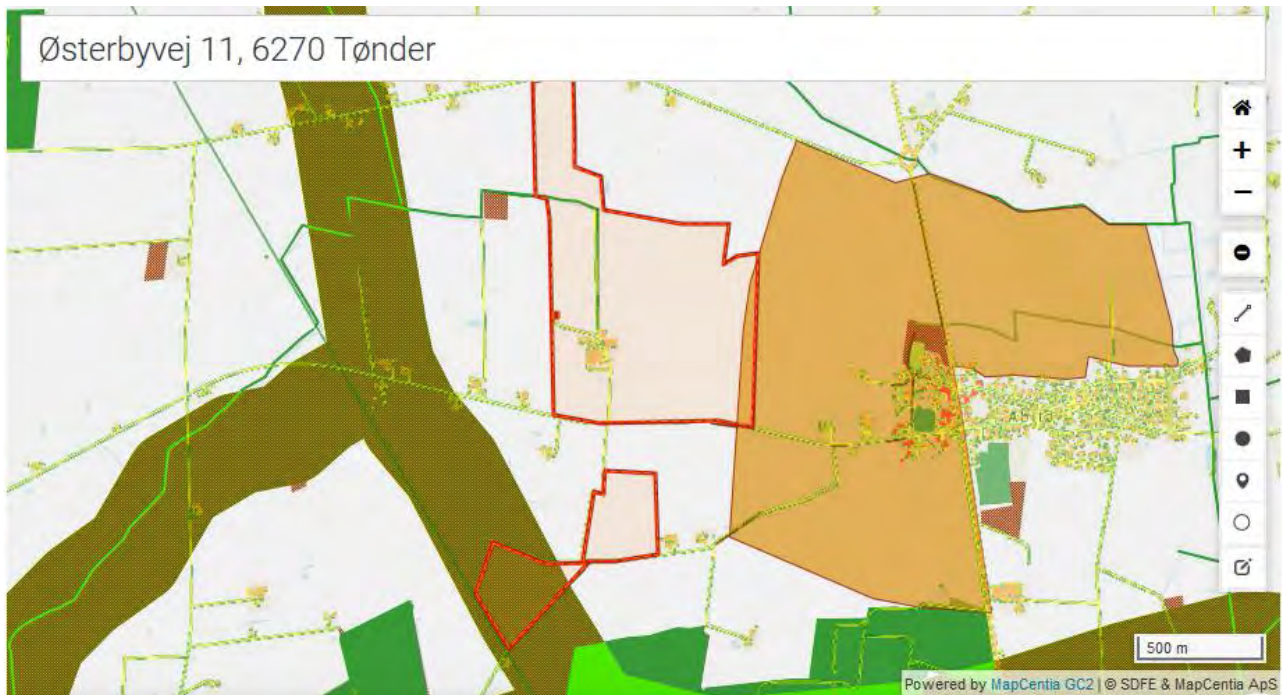 Østerbyvej 11, 6270 Tønder
500 m
Powered by MapCentia GC2 | © SDFE & MapCentia ApS